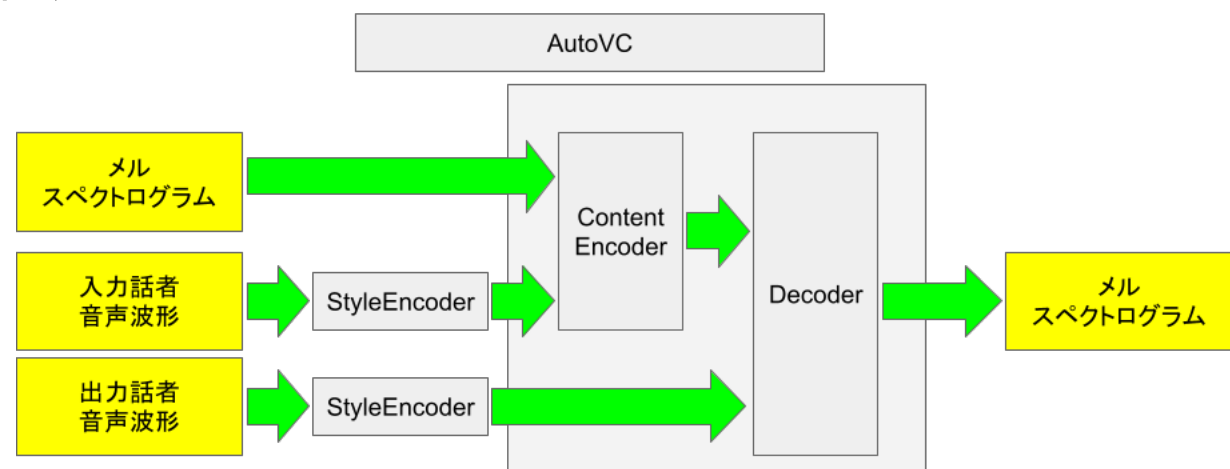 AutoVC
メル
スペクトログラム
Content
Encoder
入力話者
音声波形
StyleEncoder
Decoder
メル
スペクトログラム
出力話者
音声波形
StyleEncoder